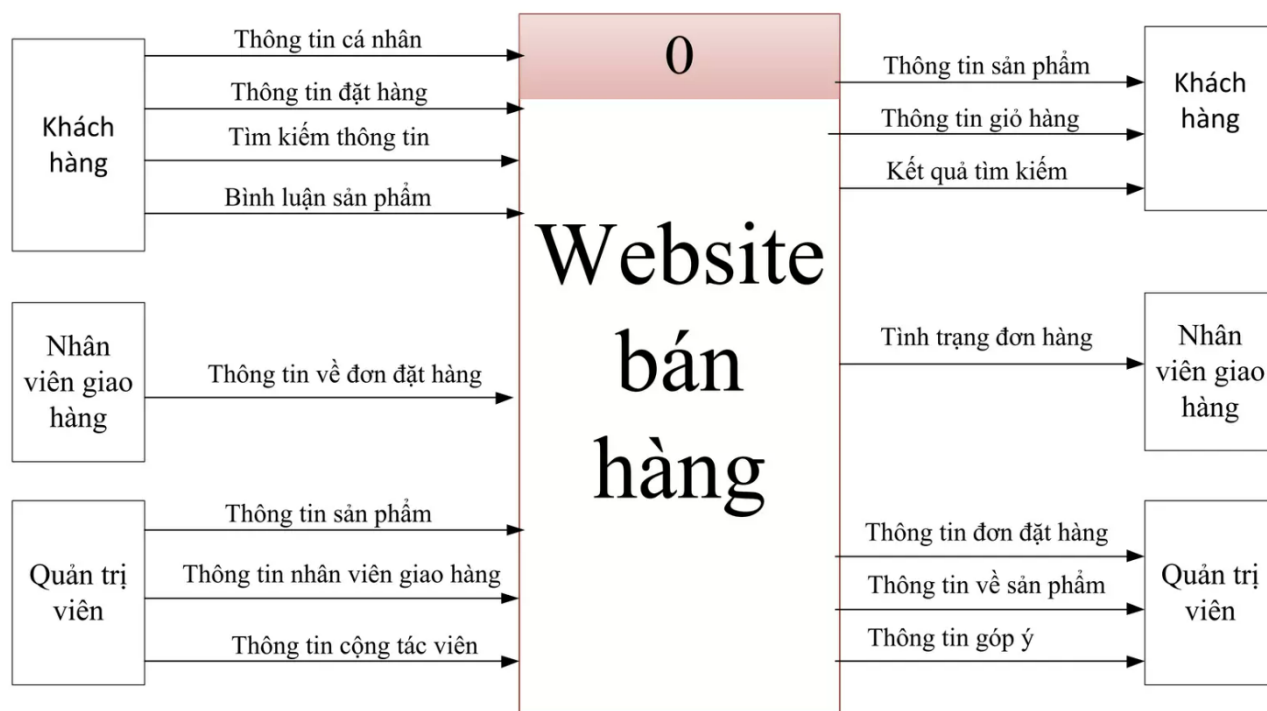 Khách
hàng
Thông tin cá nhân
Thông tin đặt hàng
Tìm kiếm thông tin
Bình luận sản phẩm
Nhân
viên giao
hàng
Thông tin về đơn đặt hàng
Quản trị
viên
Thông tin sản phẩm
Thông tin nhân viên giao hàng
Thông tin cộng tác viên
0
Website
bán
hàng
Thông tin sản phẩm
Thông tin giỏ hàng
Kết quả tìm kiếm
Khách
hàng
Tình trạng đơn hàng
Nhân
viên giao
hàng
Thông tin đơn đặt hàng
Thông tin về sản phẩm
Thông tin góp ý
Quản trị
viên